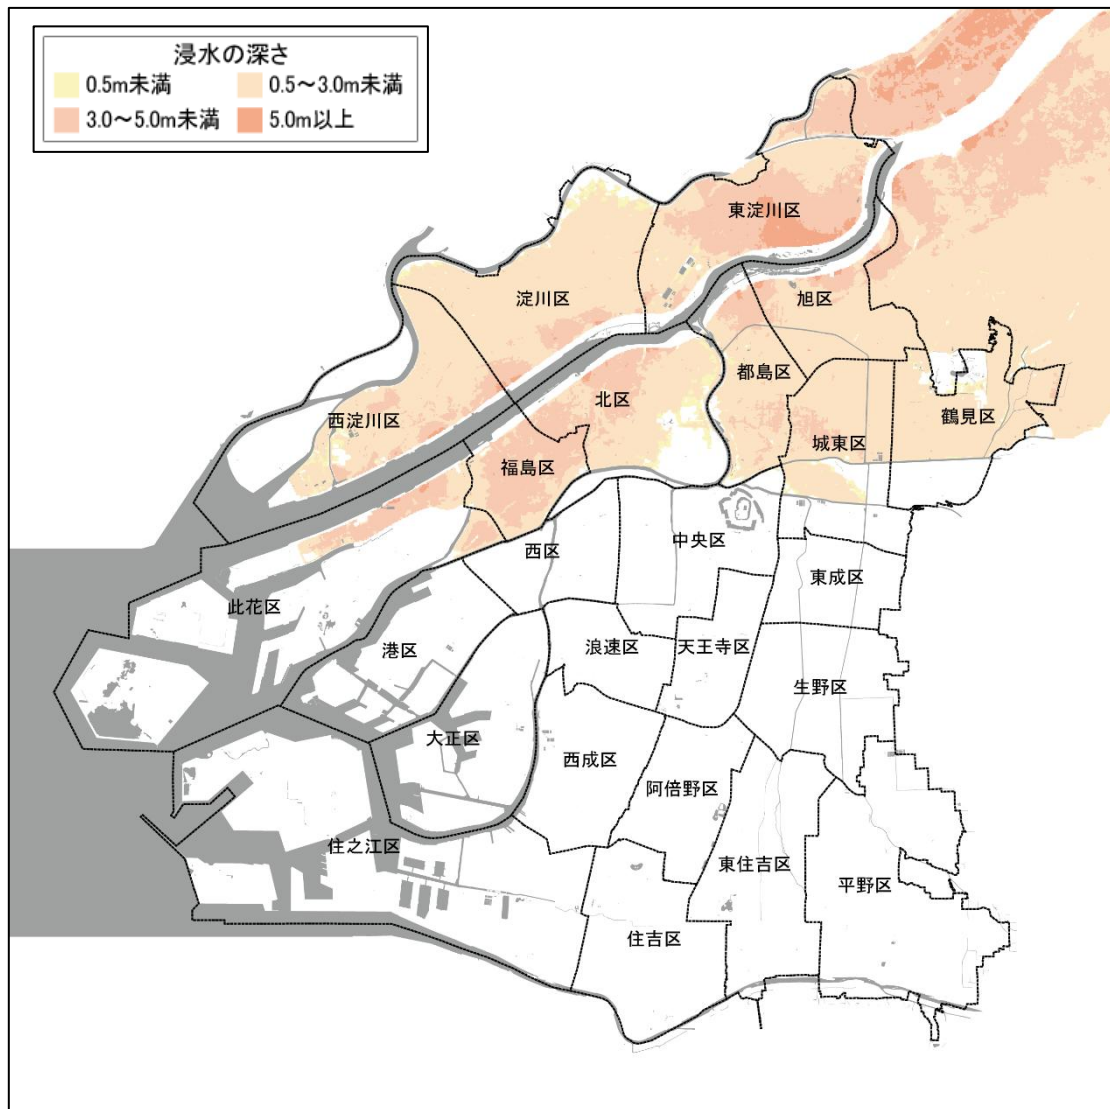 浸水の深さ
0.5m未満 0.5～3.0m未満
3.0～5.0m未満 5.0m以上
東淀川区
淀川区
旭区
都島区
北区
西淀川区
鶴見区
城東区
福島区
中央区
西区
東成区
此花区
港区
浪速区
天王寺区
生野区
大正区
西成区
阿倍野区
住之江区
東住吉区
平野区
住吉区